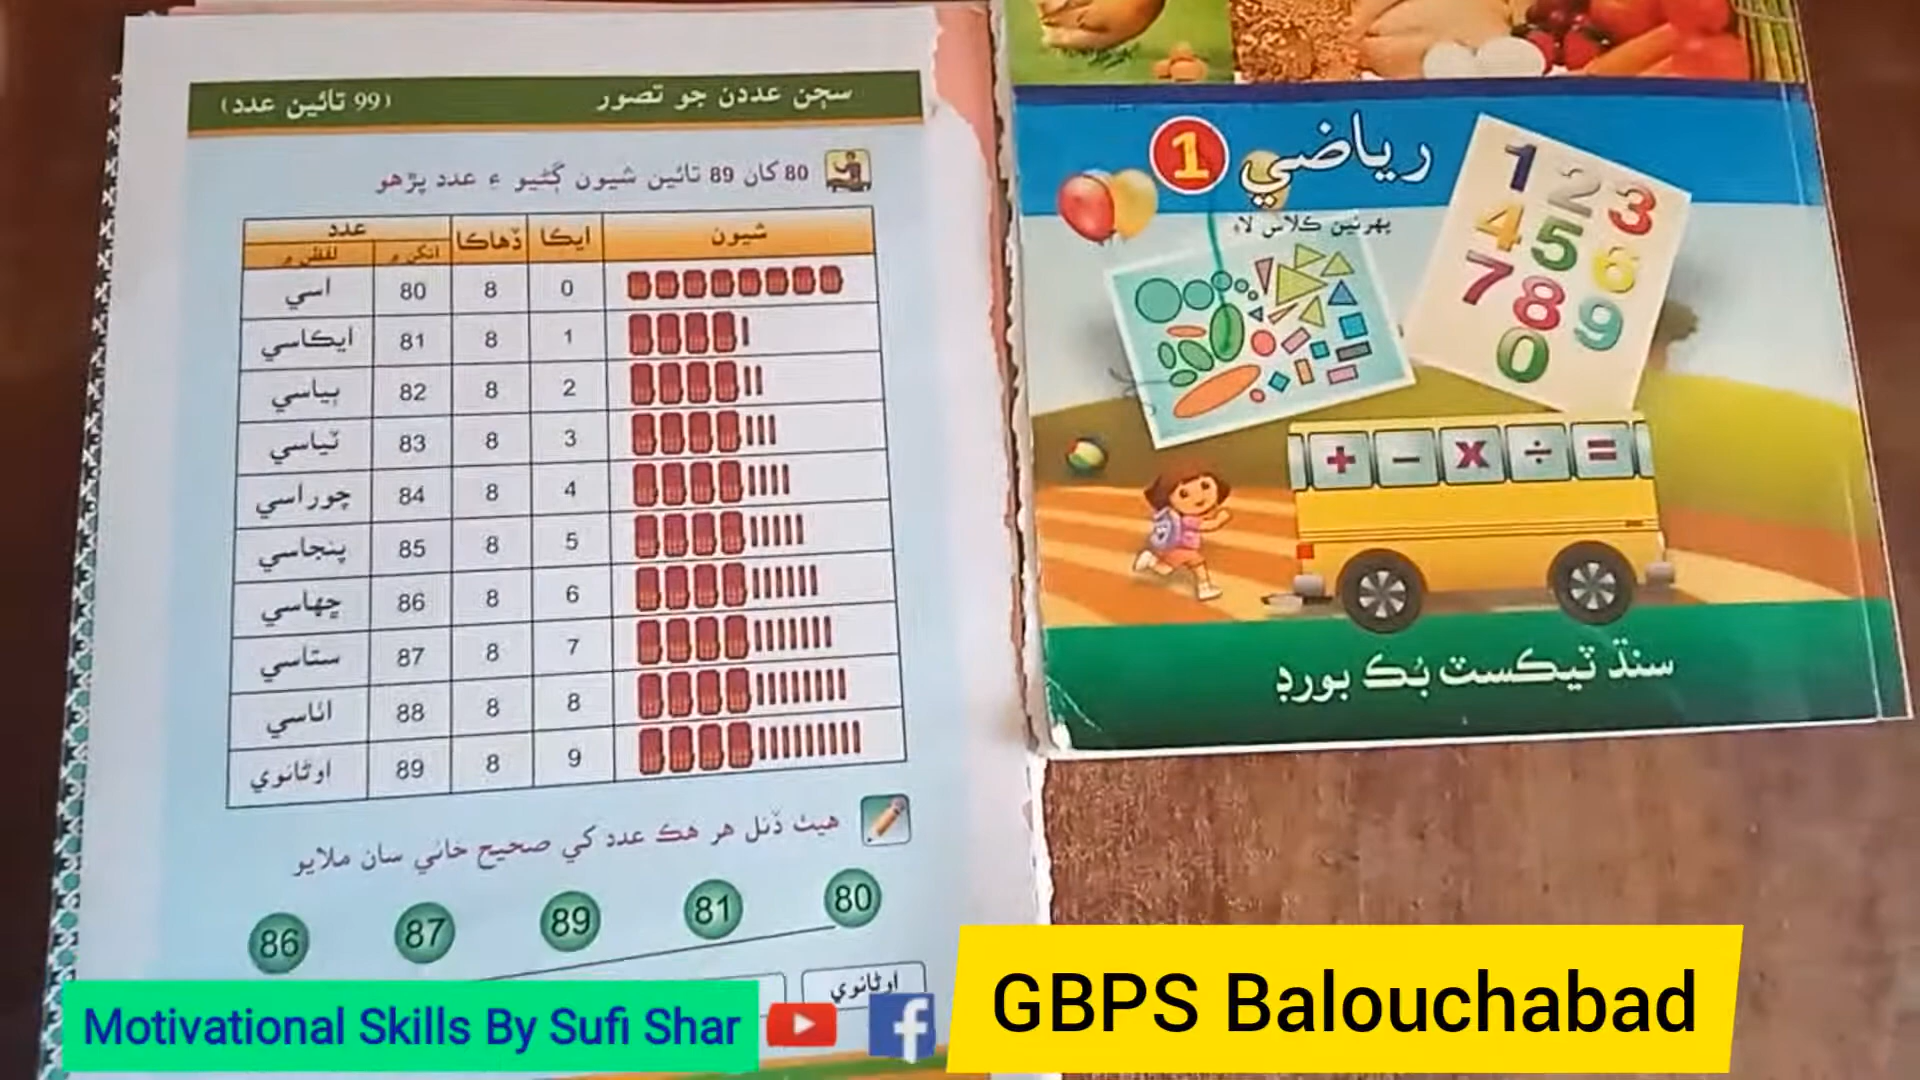 سڄن عددن جو تصور (99 تائين عدد)
80 کان 89 تائين شيون ڳڻيو ۽ عدد پڙهو
شيون ايڪا ڏهاڪا عدد
انگن ۾ لفظن ۾
0 8 80 اسي
1 8 81 ايڪاسي
2 8 82 ٻياسي
3 8 83 ٽياسي
4 8 84 چوراسي
5 8 85 پنجاسي
6 8 86 ڇهاسي
7 8 87 ستاسي
8 8 88 اٺاسي
9 8 89 اوڻانوي
هيٺ ڏنل هر هڪ عدد کي صحيح خاني سان ملايو
80 81 89 87 86
اوڻانوي
رياضي 1
پهرئين ڪلاس لاءِ
1 2 3
4 5 6
7 8 9
0
+ − x ÷ =
سنڌ ٽيڪسٽ بُڪ بورڊ
Motivational Skills By Sufi Shar
GBPS Balouchabad